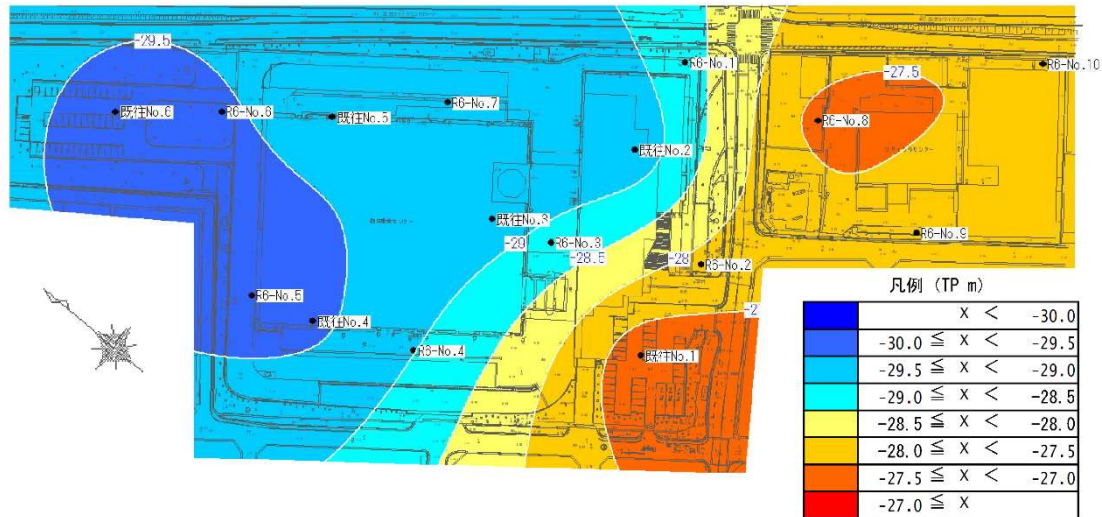 -29.5
R6-No.1
R6-No.10
-27.5
既往No.6
R6-No.6
既往No.5
R6-No.7
R6-No.8
既往No.2
既往No.3
-29
R6-No.3
-28.5
-28
R6-No.2
R6-No.9
R6-No.5
既往No.4
R6-No.4
既往No.1
凡例 (TP m)
x < -30.0
-30.0 ≦ x < -29.5
-29.5 ≦ x < -29.0
-29.0 ≦ x < -28.5
-28.5 ≦ x < -28.0
-28.0 ≦ x < -27.5
-27.5 ≦ x < -27.0
-27.0 ≦ x